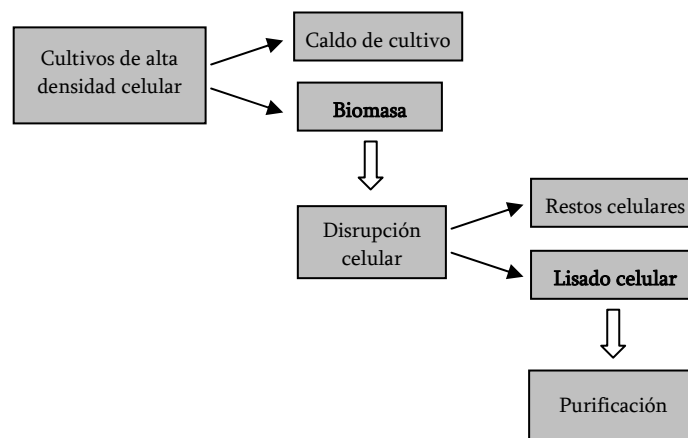 Cultivos de alta
densidad celular
Caldo de cultivo
Biomasa
Disrupción
celular
Restos celulares
Lisado celular
Purificación